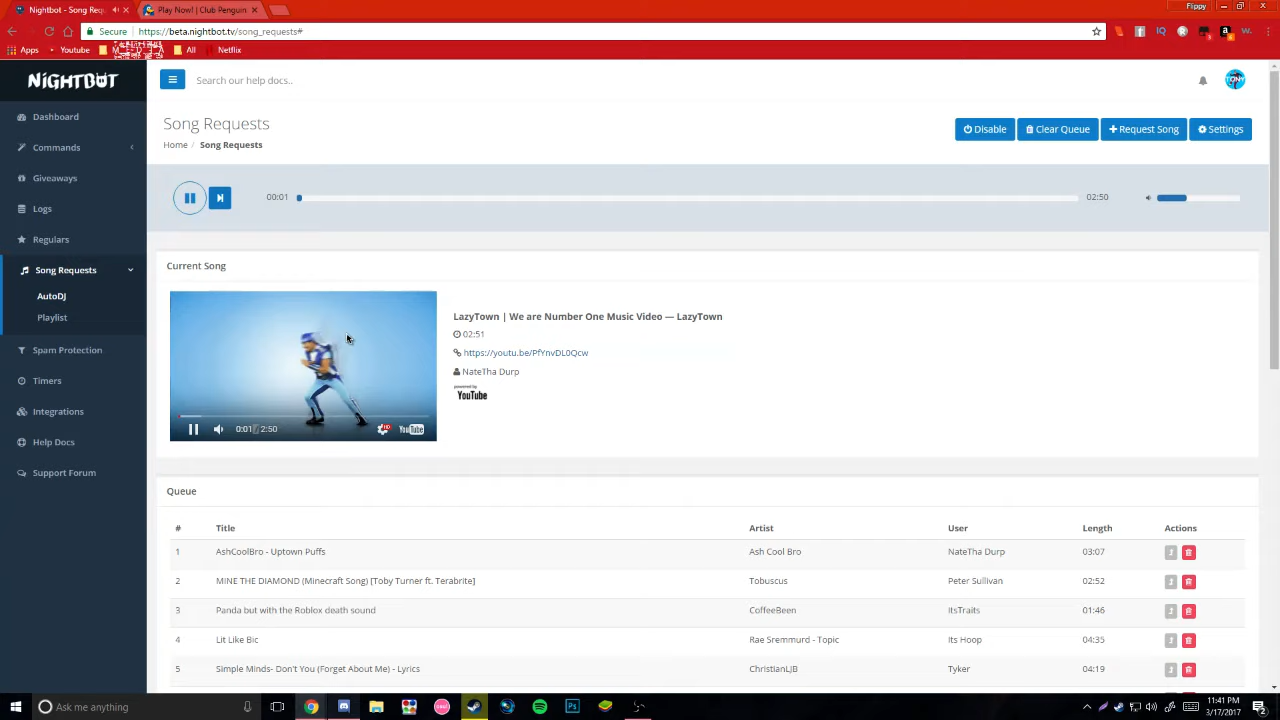 Nightbot - Song Req
Play Now! | Club Penguin
Flippy
Secure
https://beta.nightbot.tv/song_requests#
Apps
Youtube
All
Netflix
NIGHTBOT
Search our help docs..
TONY
Dashboard
Commands
Giveaways
Logs
Regulars
Song Requests
AutoDJ
Playlist
Spam Protection
Timers
Integrations
Help Docs
Support Forum
Song Requests
Home / Song Requests
Disable
Clear Queue
Request Song
Settings
00:01
02:50
Current Song
0:01 / 2:50
HD
YouTube
LazyTown | We are Number One Music Video — LazyTown
02:51
https://youtu.be/PfYnvDL0Qcw
NateTha Durp
powered by
YouTube
Queue
# Title Artist User Length Actions
1 AshCoolBro - Uptown Puffs Ash Cool Bro NateTha Durp 03:07
2 MINE THE DIAMOND (Minecraft Song) [Toby Turner ft. Terabrite] Tobuscus Peter Sullivan 02:52
3 Panda but with the Roblox death sound CoffeeBeen ItsTraits 01:46
4 Lit Like Bic Rae Sremmurd - Topic Its Hoop 04:35
5 Simple Minds- Don't You (Forget About Me) - Lyrics ChristianLJB Tyker 04:19
Ask me anything
11:41 PM
3/17/2017